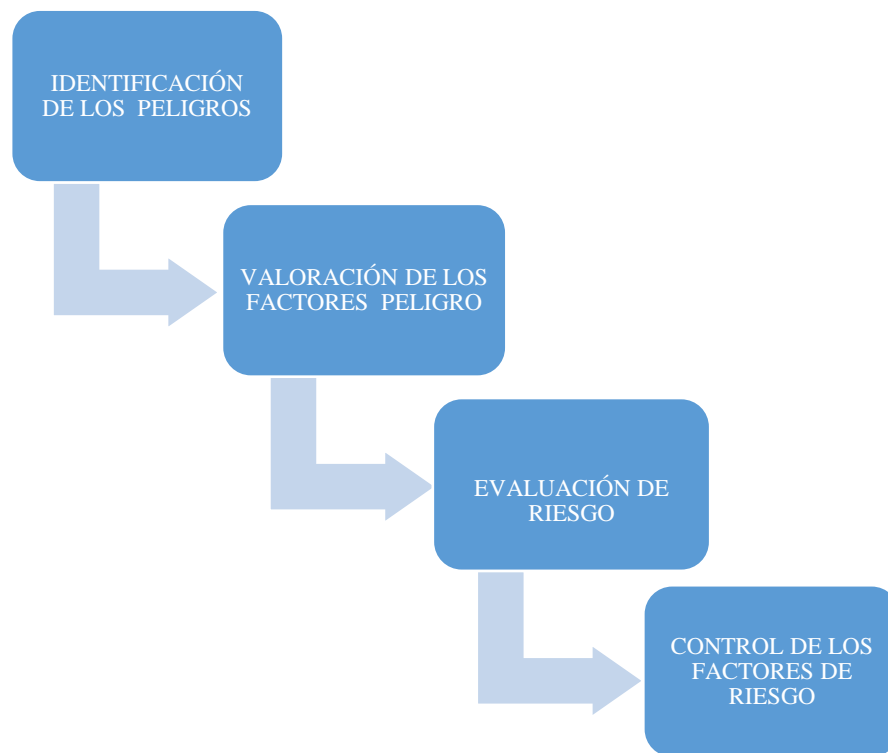 IDENTIFICACIÓN
DE LOS PELIGROS
VALORACIÓN DE LOS
FACTORES PELIGRO
EVALUACIÓN DE
RIESGO
CONTROL DE LOS
FACTORES DE
RIESGO